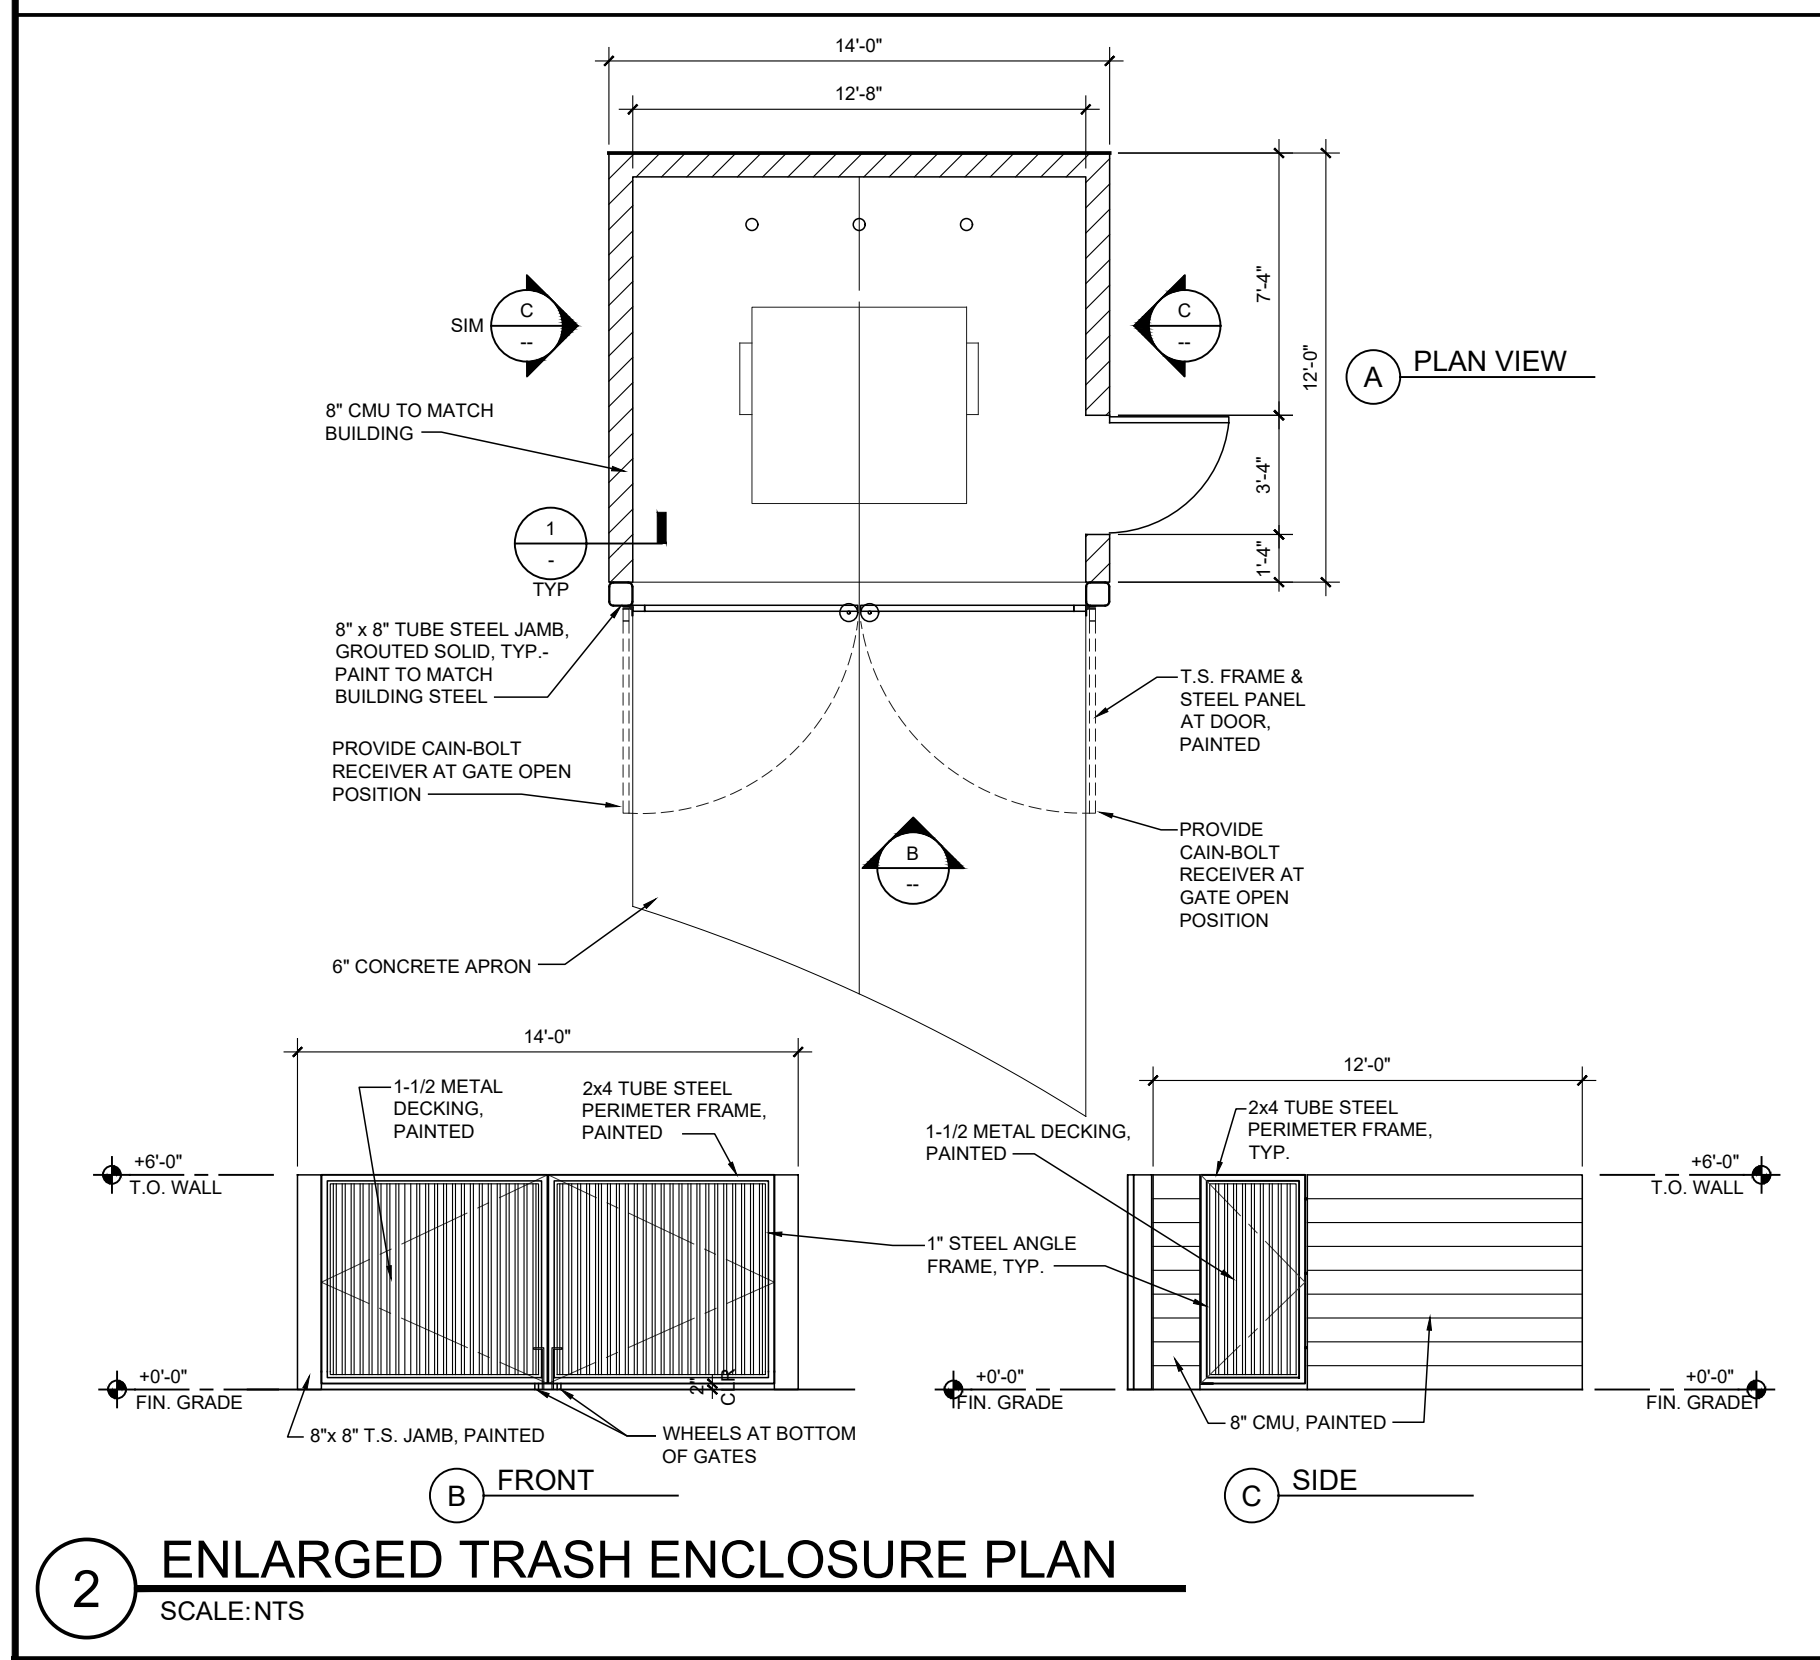 14'-0"
12'-8"
7'-4"
12'-0"
3'-4"
1'-4"
C
--
SIM
C
--
A
PLAN VIEW
8" CMU TO MATCH
BUILDING
1
-
TYP
8" x 8" TUBE STEEL JAMB,
GROUTED SOLID, TYP.-
PAINT TO MATCH
BUILDING STEEL
PROVIDE CAIN-BOLT
RECEIVER AT GATE OPEN
POSITION
T.S. FRAME &
STEEL PANEL
AT DOOR,
PAINTED
PROVIDE
CAIN-BOLT
RECEIVER AT
GATE OPEN
POSITION
B
--
6" CONCRETE APRON
14'-0"
1-1/2 METAL
DECKING,
PAINTED
2x4 TUBE STEEL
PERIMETER FRAME,
PAINTED
+6'-0"
T.O. WALL
+0'-0"
FIN. GRADE
2"
CLR
8"x 8" T.S. JAMB, PAINTED
WHEELS AT BOTTOM
OF GATES
B
FRONT
12'-0"
1-1/2 METAL DECKING,
PAINTED
2x4 TUBE STEEL
PERIMETER FRAME,
TYP.
1" STEEL ANGLE
FRAME, TYP.
+6'-0"
T.O. WALL
+0'-0"
FIN. GRADE
+0'-0"
FIN. GRADE
8" CMU, PAINTED
C
SIDE
2
ENLARGED TRASH ENCLOSURE PLAN
SCALE:NTS